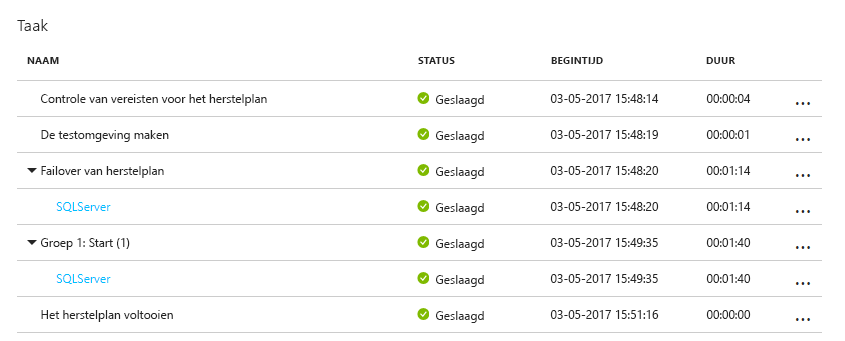 Taak
NAAM STATUS BEGINTIJD DUUR
Controle van vereisten voor het herstelplan Geslaagd 03-05-2017 15:48:14 00:00:04 ...
De testomgeving maken Geslaagd 03-05-2017 15:48:19 00:00:01 ...
Failover van herstelplan Geslaagd 03-05-2017 15:48:20 00:01:14 ...
SQLServer Geslaagd 03-05-2017 15:48:20 00:01:14 ...
Groep 1: Start (1) Geslaagd 03-05-2017 15:49:35 00:01:40 ...
SQLServer Geslaagd 03-05-2017 15:49:35 00:01:40 ...
Het herstelplan voltooien Geslaagd 03-05-2017 15:51:16 00:00:00 ...